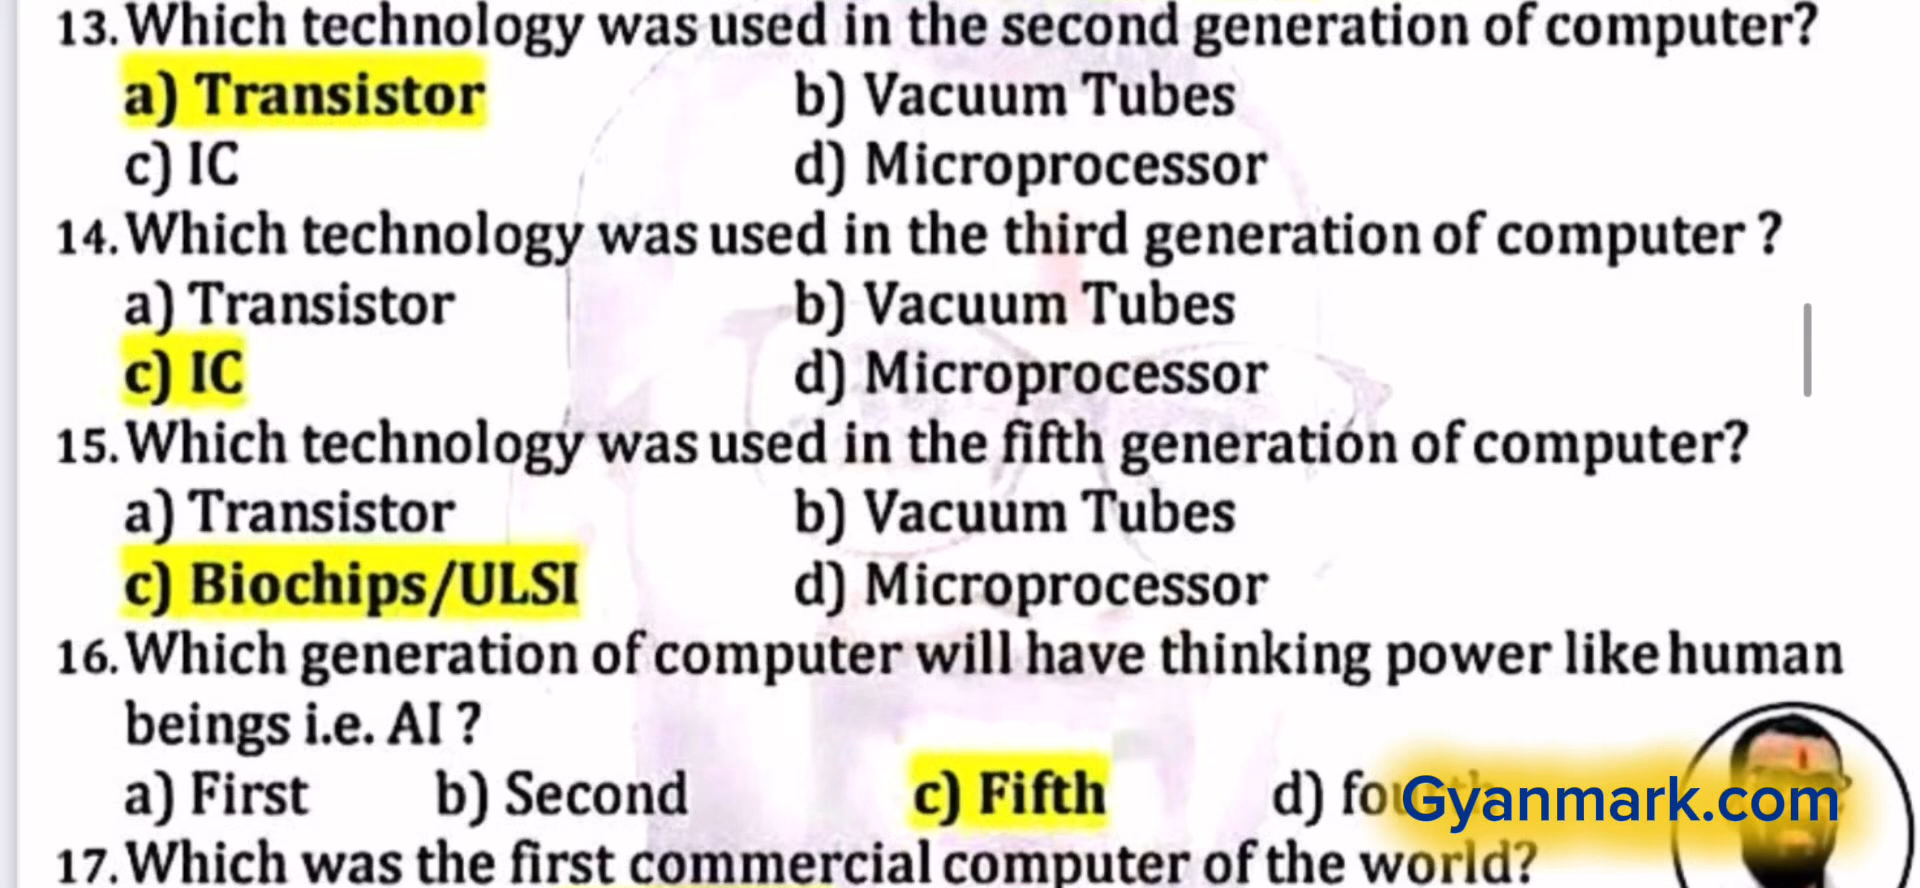 13. Which technology was used in the second generation of computer?
a) Transistor b) Vacuum Tubes
c) IC d) Microprocessor
14. Which technology was used in the third generation of computer ?
a) Transistor b) Vacuum Tubes
c) IC d) Microprocessor
15. Which technology was used in the fifth generation of computer?
a) Transistor b) Vacuum Tubes
c) Biochips/ULSI d) Microprocessor
16. Which generation of computer will have thinking power like human
beings i.e. AI ?
a) First b) Second c) Fifth d)
Gyanmark.com
17. Which was the first commercial computer of the world?